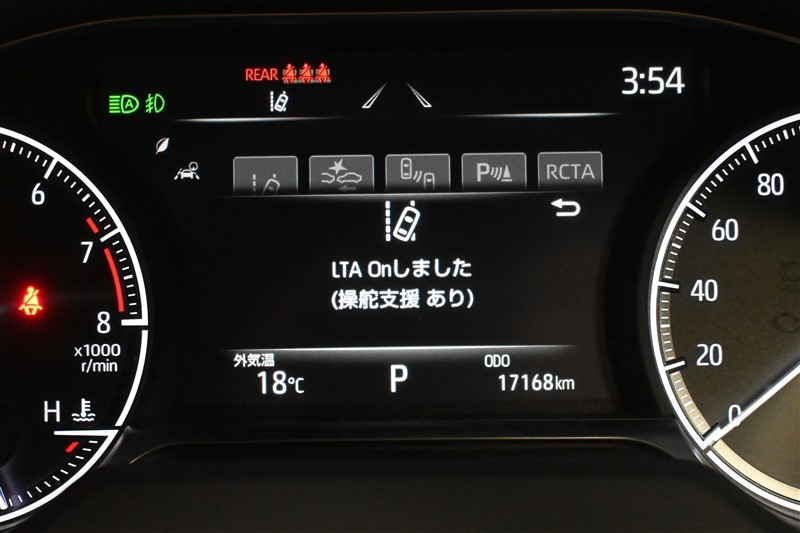 REAR
3:54
A
P RCTA
LTA Onしました
(操舵支援 あり)
外気温
18℃
P
ODO
17168km
6
7
8
x1000
r/min
H
80
60
40
20
0